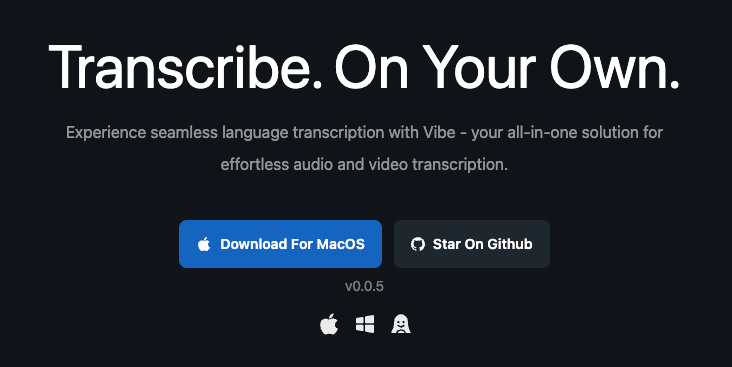 Transcribe. On Your Own.
Experience seamless language transcription with Vibe - your all-in-one solution for
effortless audio and video transcription.
Download For MacOS
Star On Github
v0.0.5